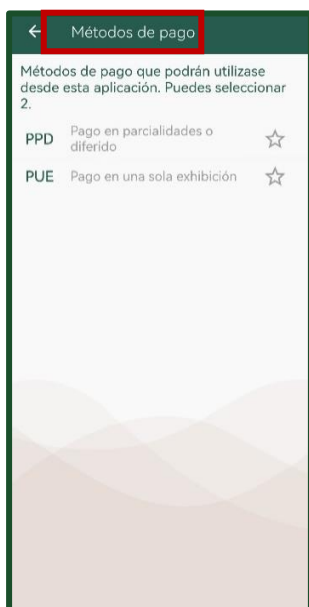 Métodos de pago
Métodos de pago que podrán utilizase
desde esta aplicación. Puedes seleccionar
2.
PPD Pago en parcialidades o
diferido
PUE Pago en una sola exhibición